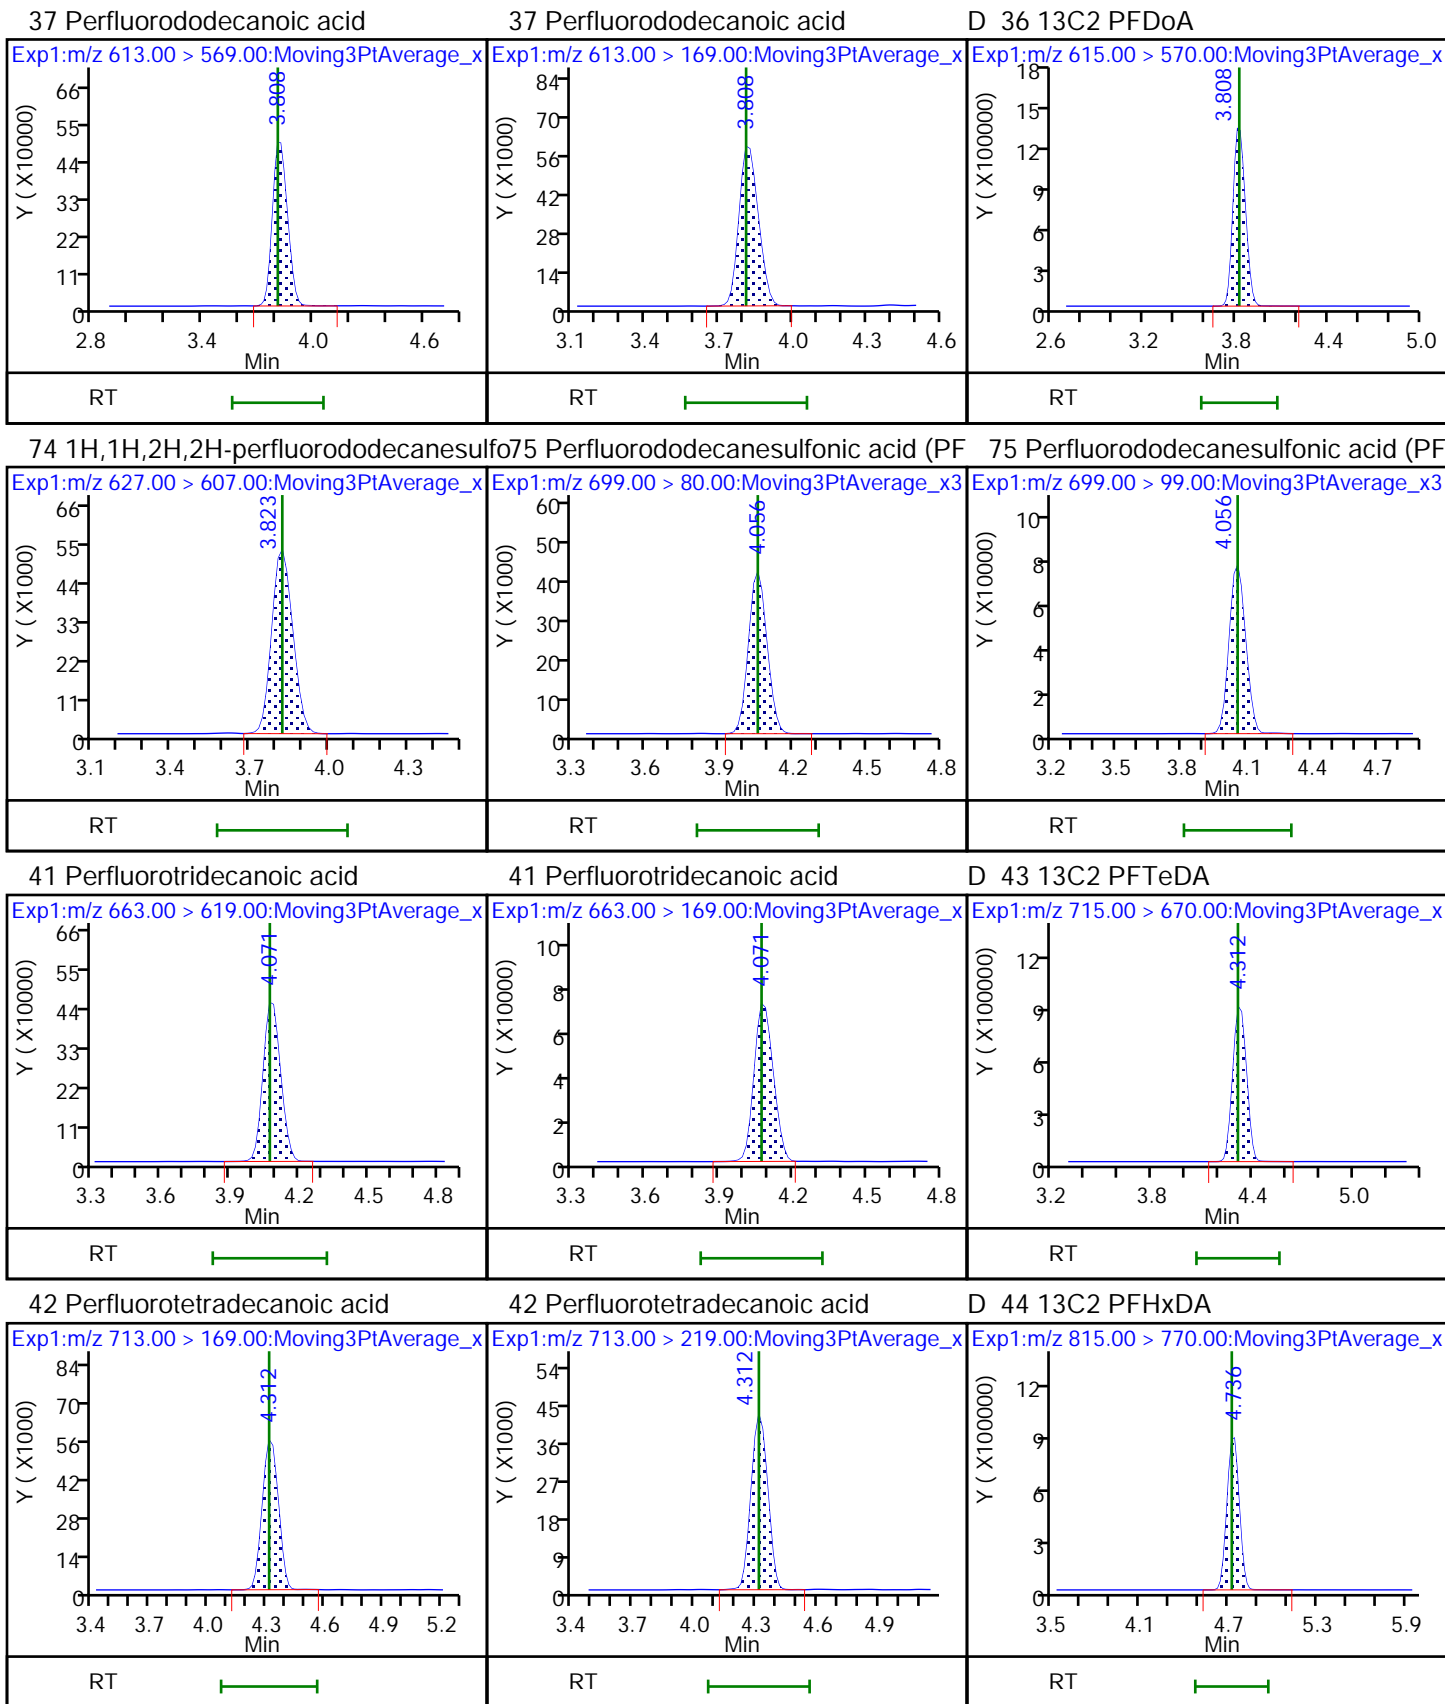 37 Perfluorododecanoic acid
Exp1:m/z 613.00 > 569.00:Moving3PtAverage_x
3.808
66
55
44
33
22
11
0
Y ( X10000)
2.8 3.4 4.0 4.6
Min
RT
37 Perfluorododecanoic acid
Exp1:m/z 613.00 > 169.00:Moving3PtAverage_x
3.808
84
70
56
42
28
14
0
Y ( X1000)
3.1 3.4 3.7 4.0 4.3 4.6
Min
RT
D 36 13C2 PFDoA
Exp1:m/z 615.00 > 570.00:Moving3PtAverage_x
3.808
18
15
12
9
6
3
0
Y ( X100000)
2.6 3.2 3.8 4.4 5.0
Min
RT
74 1H,1H,2H,2H-perfluorododecanesulfo
Exp1:m/z 627.00 > 607.00:Moving3PtAverage_x
3.823
66
55
44
33
22
11
0
Y ( X1000)
3.1 3.4 3.7 4.0 4.3
Min
RT
75 Perfluorododecanesulfonic acid (PF
Exp1:m/z 699.00 > 80.00:Moving3PtAverage_x3
4.056
60
50
40
30
20
10
0
Y ( X1000)
3.3 3.6 3.9 4.2 4.5 4.8
Min
RT
75 Perfluorododecanesulfonic acid (PF
Exp1:m/z 699.00 > 99.00:Moving3PtAverage_x3
4.056
10
8
6
4
2
0
Y ( X10000)
3.2 3.5 3.8 4.1 4.4 4.7
Min
RT
41 Perfluorotridecanoic acid
Exp1:m/z 663.00 > 619.00:Moving3PtAverage_x
4.071
66
55
44
33
22
11
0
Y ( X10000)
3.3 3.6 3.9 4.2 4.5 4.8
Min
RT
41 Perfluorotridecanoic acid
Exp1:m/z 663.00 > 169.00:Moving3PtAverage_x
4.071
10
8
6
4
2
0
Y ( X10000)
3.3 3.6 3.9 4.2 4.5 4.8
Min
RT
D 43 13C2 PFTeDA
Exp1:m/z 715.00 > 670.00:Moving3PtAverage_x
4.312
12
9
6
3
0
Y ( X100000)
3.2 3.8 4.4 5.0
Min
RT
42 Perfluorotetradecanoic acid
Exp1:m/z 713.00 > 169.00:Moving3PtAverage_x
4.312
84
70
56
42
28
14
0
Y ( X1000)
3.4 3.7 4.0 4.3 4.6 4.9 5.2
Min
RT
42 Perfluorotetradecanoic acid
Exp1:m/z 713.00 > 219.00:Moving3PtAverage_x
4.312
54
45
36
27
18
9
0
Y ( X1000)
3.4 3.7 4.0 4.3 4.6 4.9
Min
RT
D 44 13C2 PFHxDA
Exp1:m/z 815.00 > 770.00:Moving3PtAverage_x
4.736
12
9
6
3
0
Y ( X100000)
3.5 4.1 4.7 5.3 5.9
Min
RT